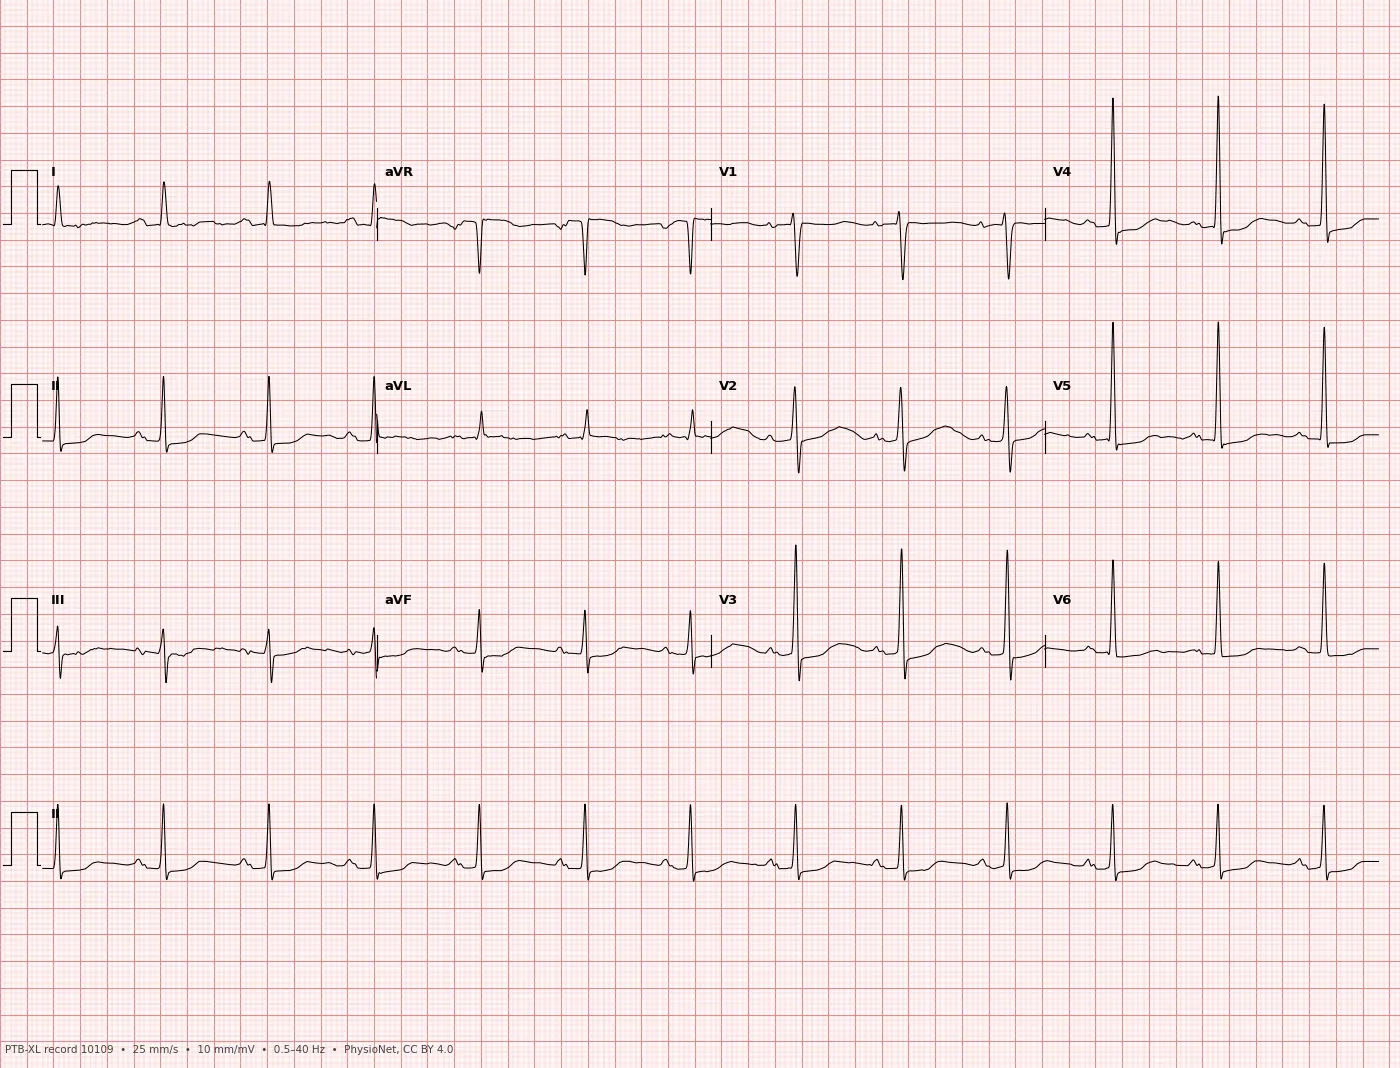 I aVR V1 V4
II aVL V2 V5
III aVF V3 V6
II
PTB-XL record 10109 • 25 mm/s • 10 mm/mV • 0.5–40 Hz • PhysioNet, CC BY 4.0